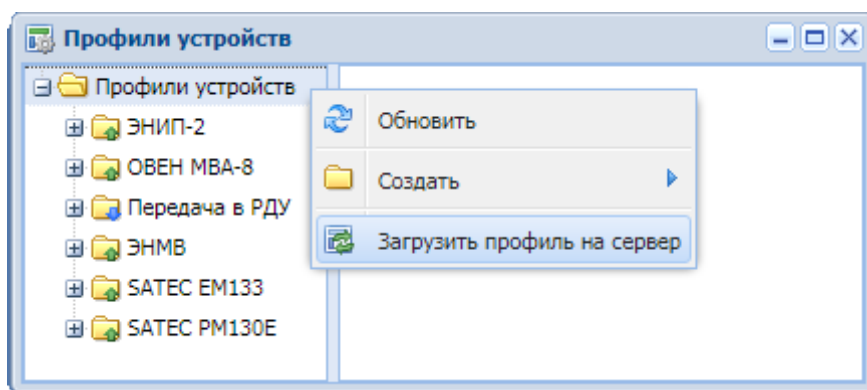 Профили устройств
Профили устройств
ЭНИП-2
ОВЕН МВА-8
Передача в РДУ
ЭНМВ
SATEC EM133
SATEC PM130E
Обновить
Создать
Загрузить профиль на сервер